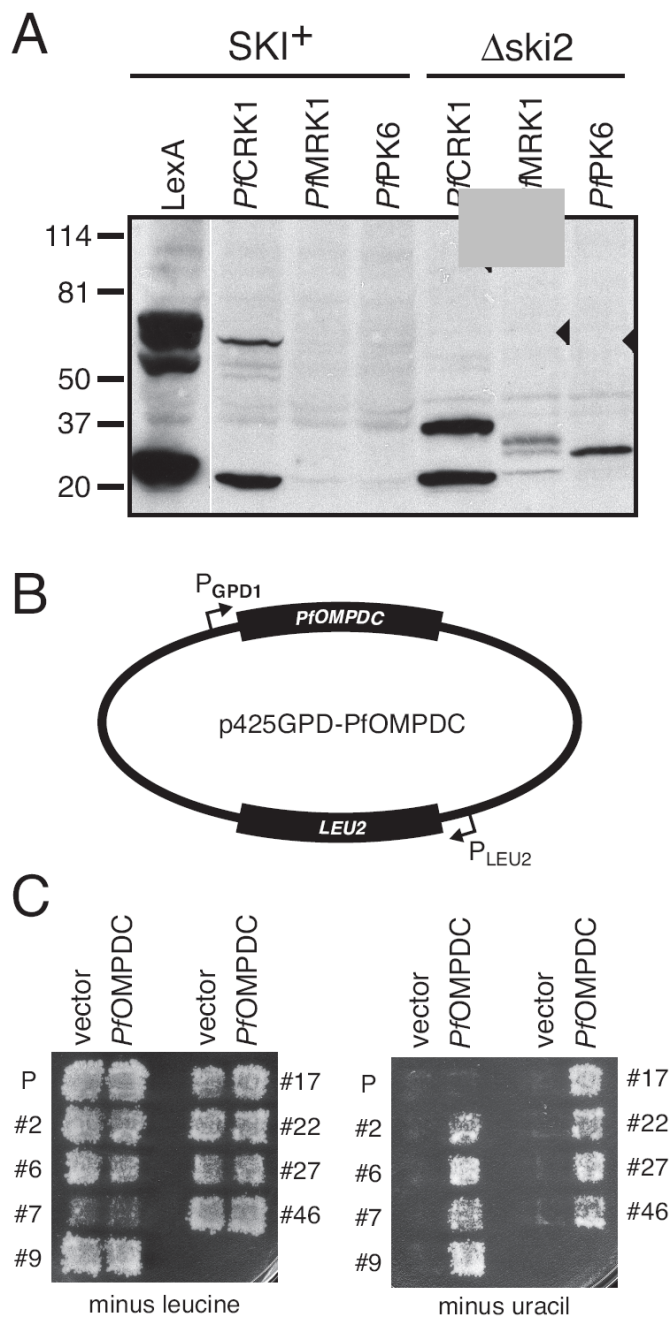 A
SKI+ Δski2
LexA PfCRK1 PfMRK1 PfPK6 PfCRK1 fMRK1 PfPK6
114
81
50
37
20
B
PGPD1
PfOMPDC
p425GPD-PfOMPDC
LEU2
PLEU2
C
vector PfOMPDC vector PfOMPDC
P #17
#2 #22
#6 #27
#7 #46
#9
minus leucine
vector PfOMPDC vector PfOMPDC
P #17
#2 #22
#6 #27
#7 #46
#9
minus uracil